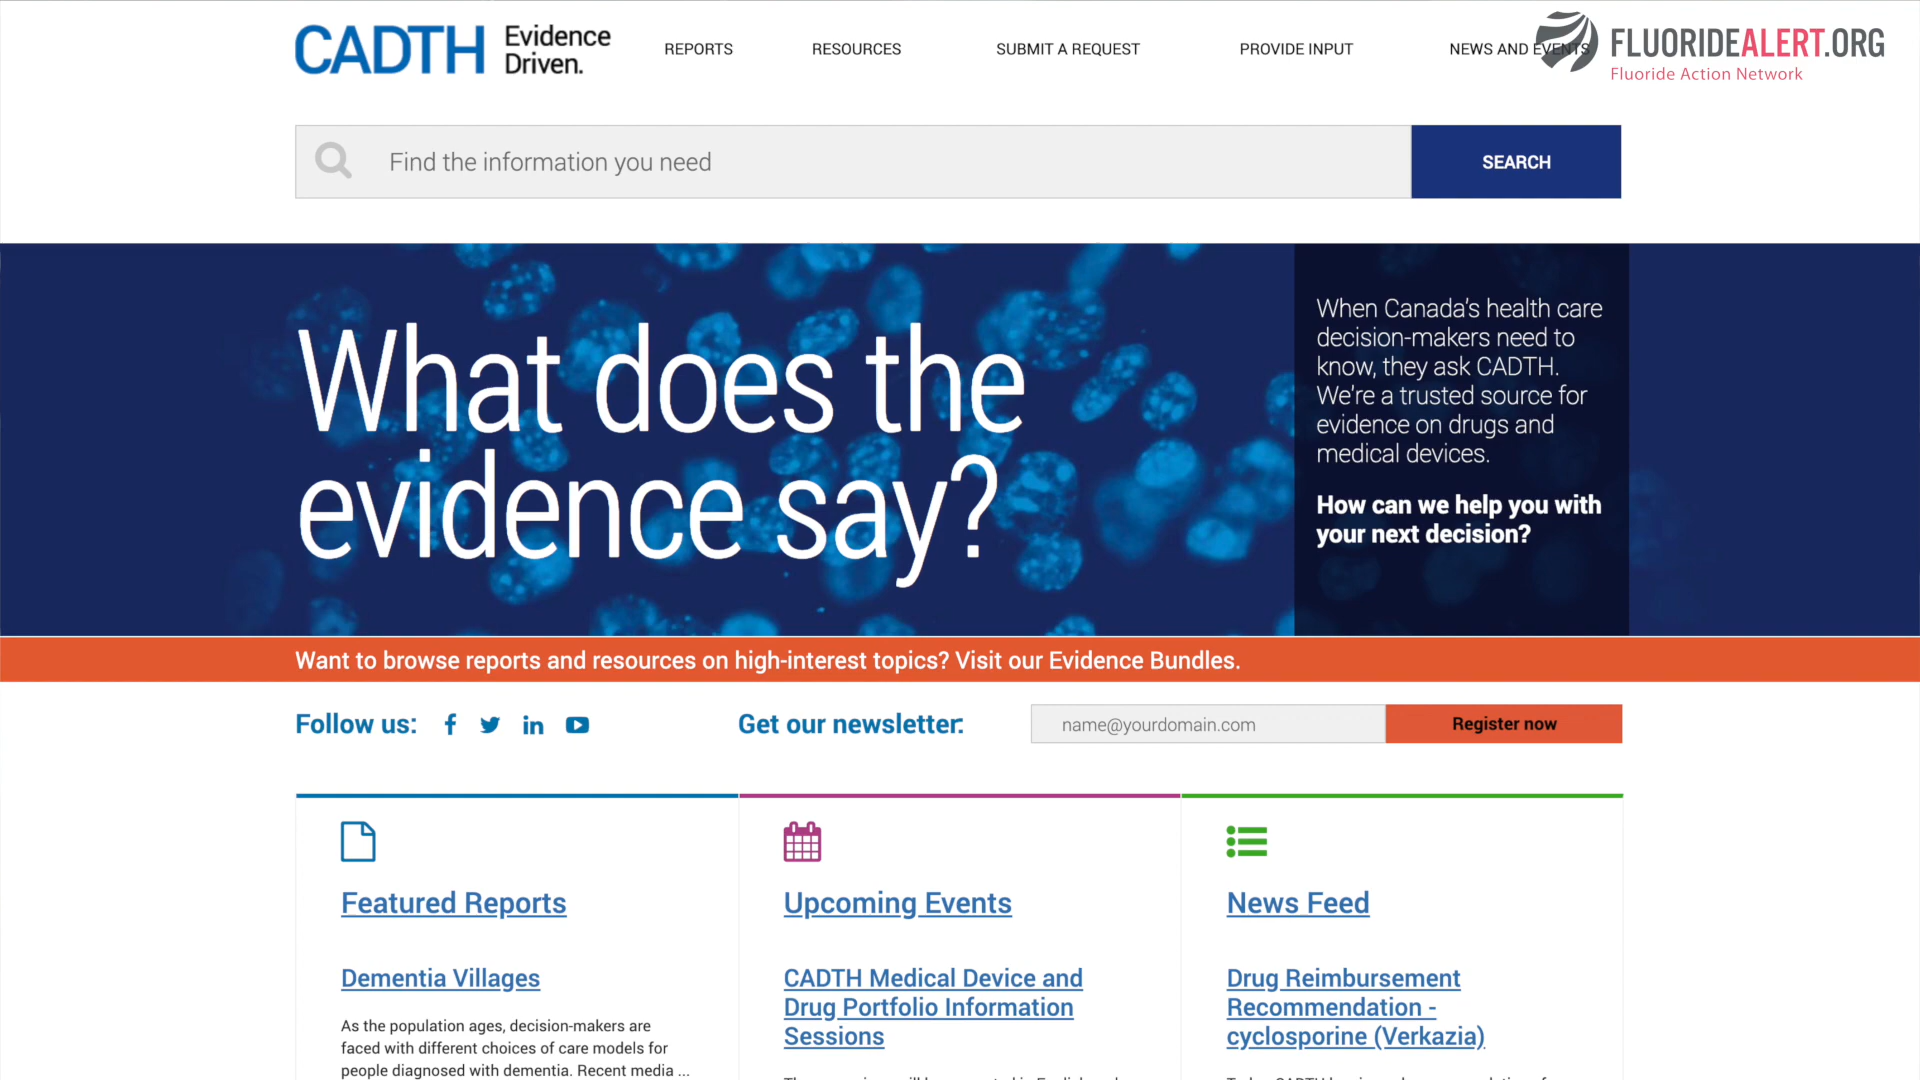 CADTH Evidence
Driven.
REPORTS
RESOURCES
SUBMIT A REQUEST
PROVIDE INPUT
NEWS AND EVENTS
FLUORIDEALERT.ORG
Fluoride Action Network
Find the information you need
SEARCH
What does the
evidence say?
When Canada's health care
decision-makers need to
know, they ask CADTH.
We're a trusted source for
evidence on drugs and
medical devices.
How can we help you with
your next decision?
Want to browse reports and resources on high-interest topics? Visit our Evidence Bundles.
Follow us:
Get our newsletter:
name@yourdomain.com
Register now
Featured Reports
Dementia Villages
As the population ages, decision-makers are
faced with different choices of care models for
people diagnosed with dementia. Recent media ...
Upcoming Events
CADTH Medical Device and
Drug Portfolio Information
Sessions
News Feed
Drug Reimbursement
Recommendation -
cyclosporine (Verkazia)